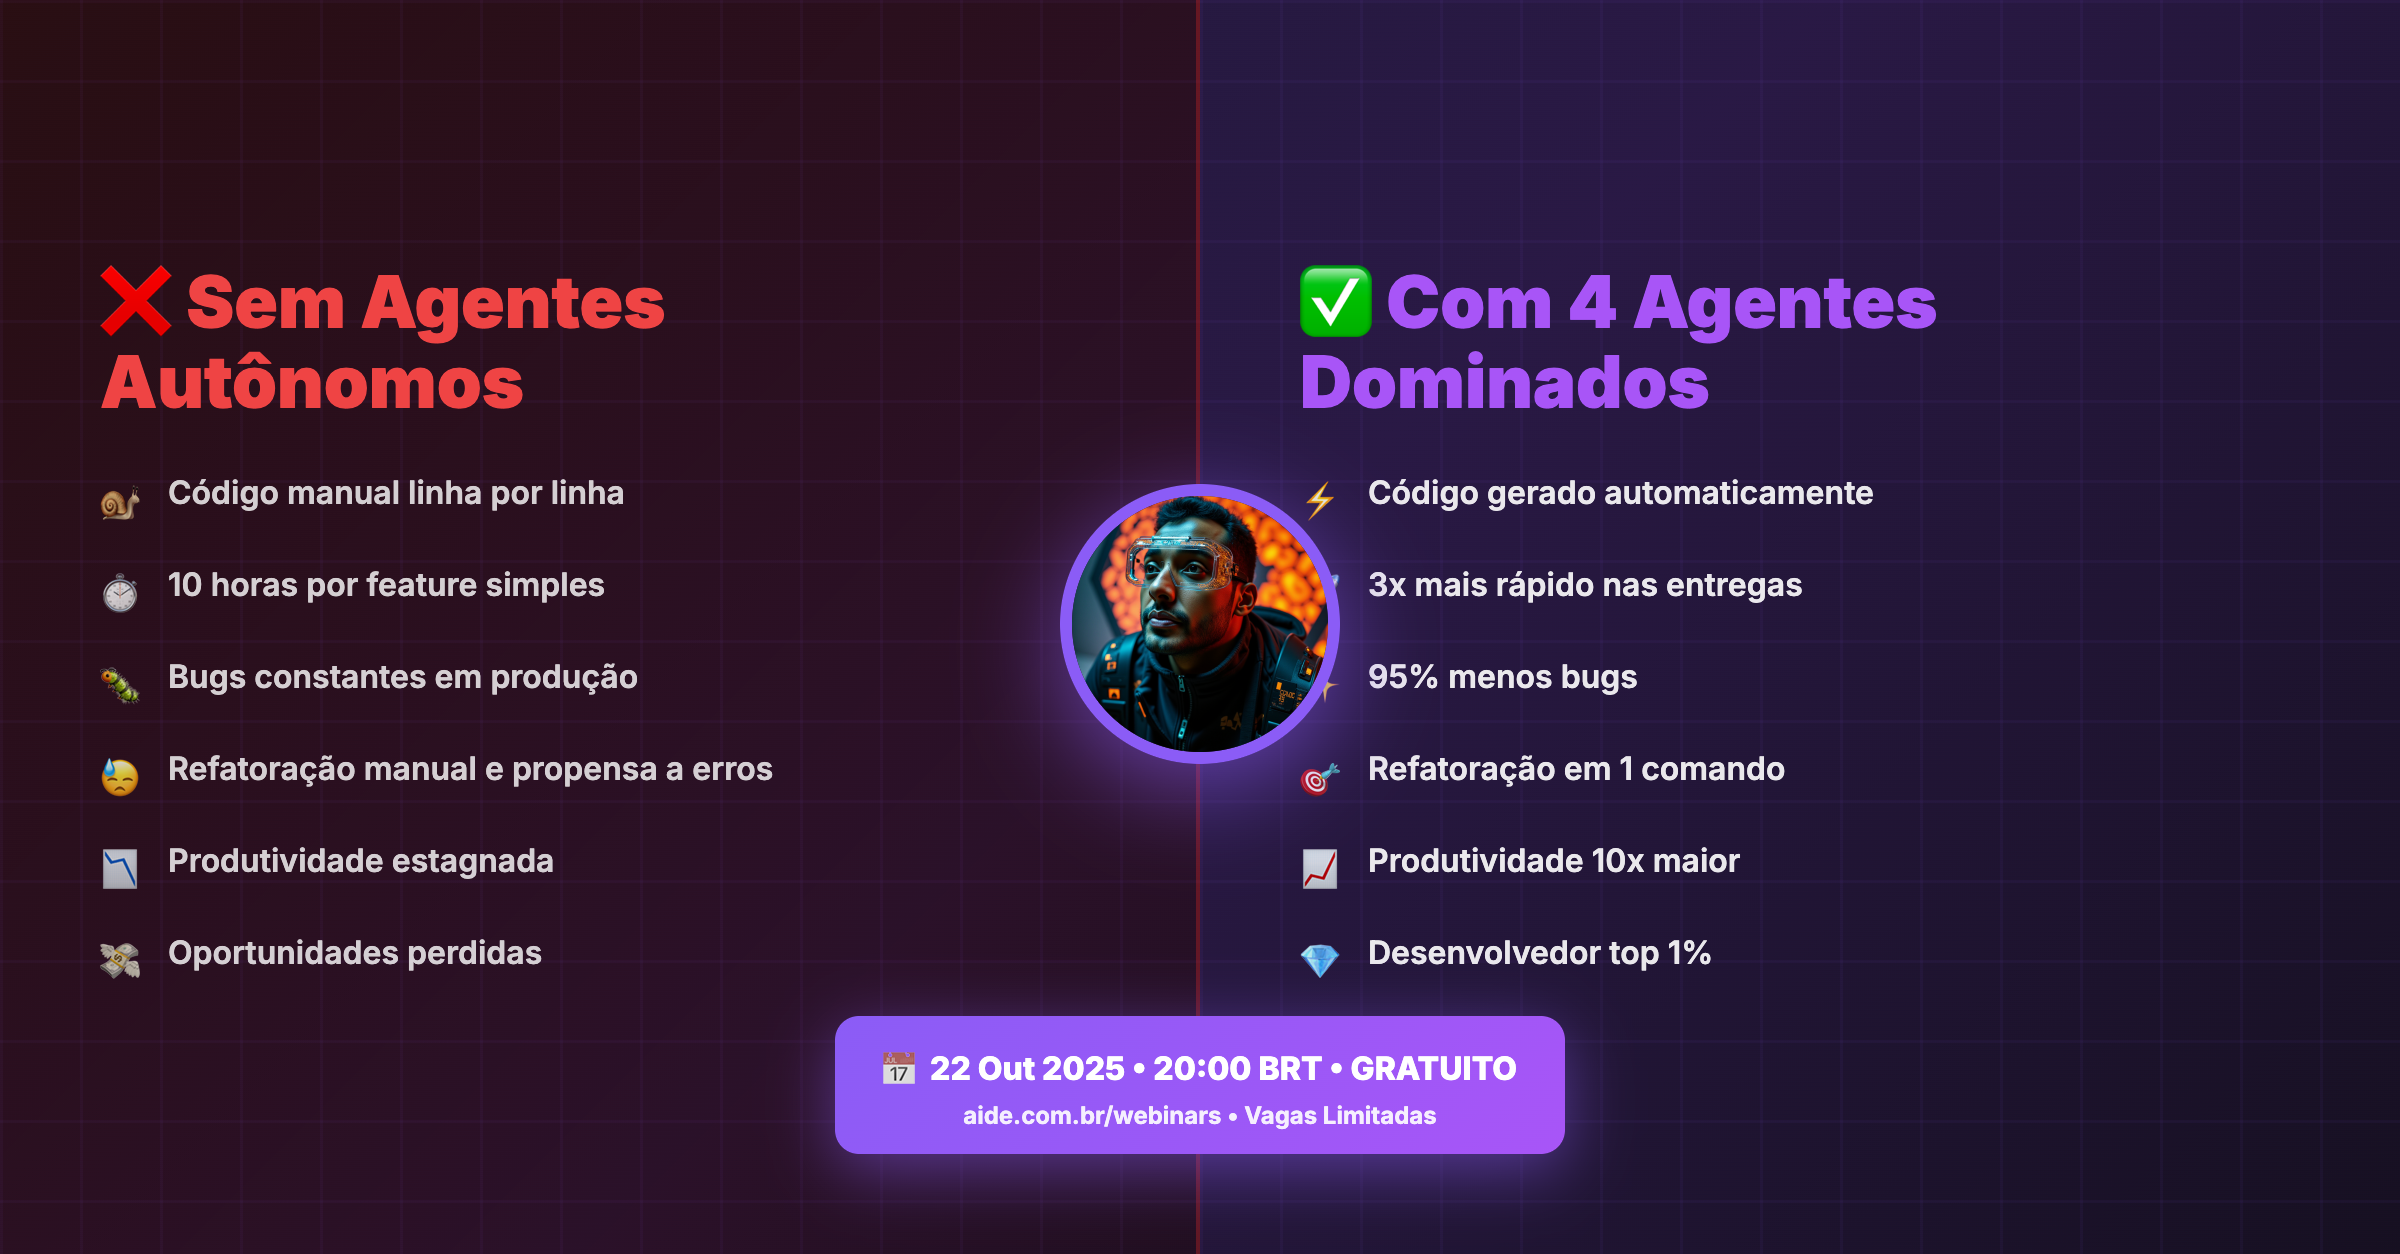 ❌ Sem Agentes
Autônomos
🐌 Código manual linha por linha
⏱️ 10 horas por feature simples
🐛 Bugs constantes em produção
😓 Refatoração manual e propensa a erros
📉 Produtividade estagnada
💸 Oportunidades perdidas
✅ Com 4 Agentes
Dominados
⚡ Código gerado automaticamente
3x mais rápido nas entregas
95% menos bugs
🎯 Refatoração em 1 comando
📈 Produtividade 10x maior
💎 Desenvolvedor top 1%
📅 22 Out 2025 • 20:00 BRT • GRATUITO
aide.com.br/webinars • Vagas Limitadas